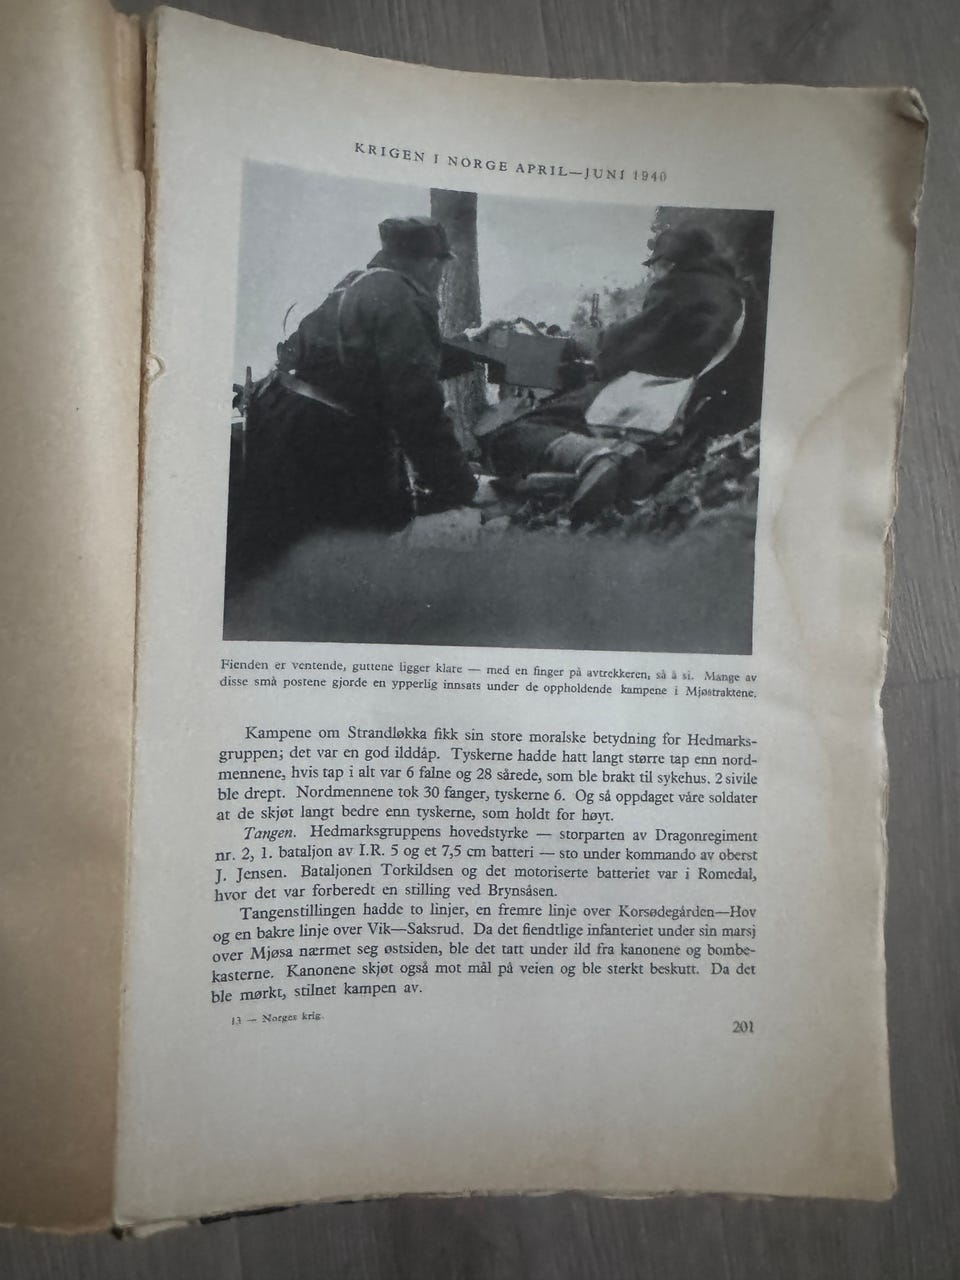 KRIGEN I NORGE APRIL—JUNI 1940
Fienden er ventende, guttene ligger klare — med en finger på avtrekkeren, så å si. Mange av
disse små postene gjorde en ypperlig innsats under de oppholdende kampene i Mjøstraktene.
Kampene om Strandløkka fikk sin store moralske betydning for Hedmarks-
gruppen; det var en god ilddåp. Tyskerne hadde hatt langt større tap enn nord-
mennene, hvis tap i alt var 6 falne og 28 sårede, som ble brakt til sykehus. 2 sivile
ble drept. Nordmennene tok 30 fanger, tyskerne 6. Og så oppdaget våre soldater
at de skjøt langt bedre enn tyskerne, som holdt for høyt.
Tangen. Hedmarksgruppens hovedstyrke — storparten av Dragonregiment
nr. 2, 1. bataljon av I.R. 5 og et 7,5 cm batteri — sto under kommando av oberst
J. Jensen. Bataljonen Torkildsen og det motoriserte batteriet var i Romedal,
hvor det var forberedt en stilling ved Brynsåsen.
Tangenstillingen hadde to linjer, en fremre linje over Korsødegården—Hov
og en bakre linje over Vik—Saksrud. Da det fiendtlige infanteriet under sin marsj
over Mjøsa nærmet seg østsiden, ble det tatt under ild fra kanonene og bombe-
kasterne. Kanonene skjøt også mot mål på veien og ble sterkt beskutt. Da det
ble mørkt, stilnet kampen av.
13 — Norges krig.
201